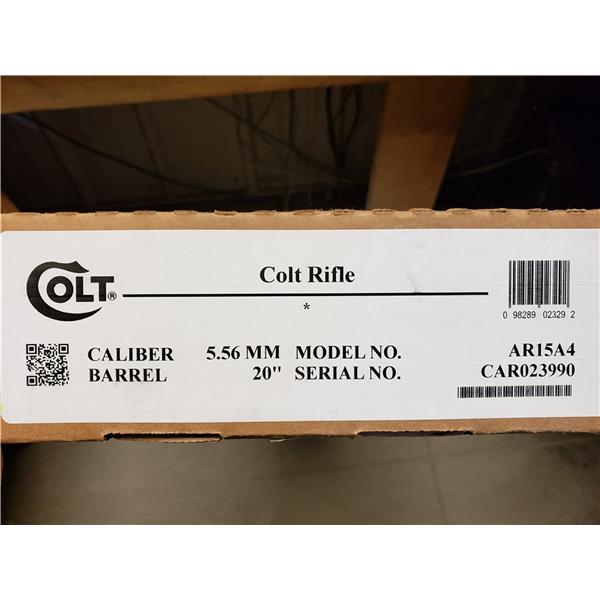 COLT®
Colt Rifle
*
0 98289 02329 2
CALIBER 5.56 MM MODEL NO. AR15A4
BARREL 20" SERIAL NO. CAR023990